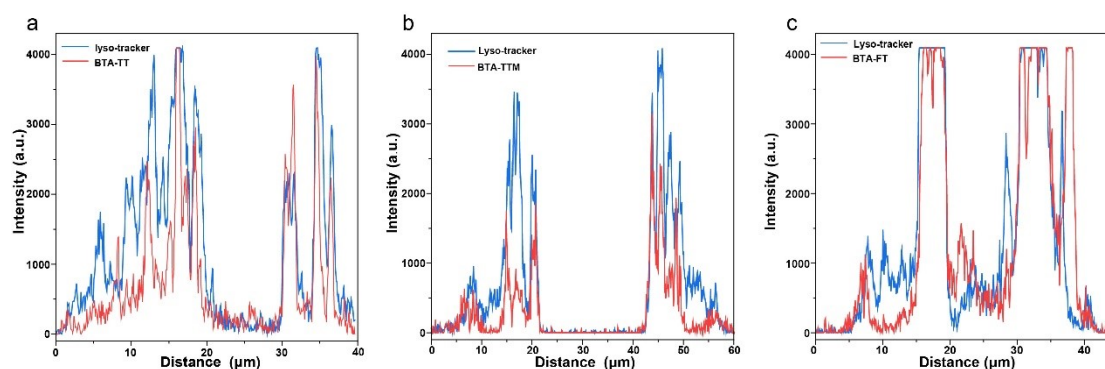 a
lyso-tracker
BTA-TT
4000
3000
2000
1000
0
Intensity (a.u.)
0 10 20 30 40
Distance (μm)
b
Lyso-tracker
BTA-TTM
4000
3000
2000
1000
0
Intensity (a.u.)
0 10 20 30 40 50 60
Distance (μm)
c
Lyso-tracker
BTA-FT
4000
3000
2000
1000
0
Intensity (a.u.)
0 10 20 30 40
Distance (μm)